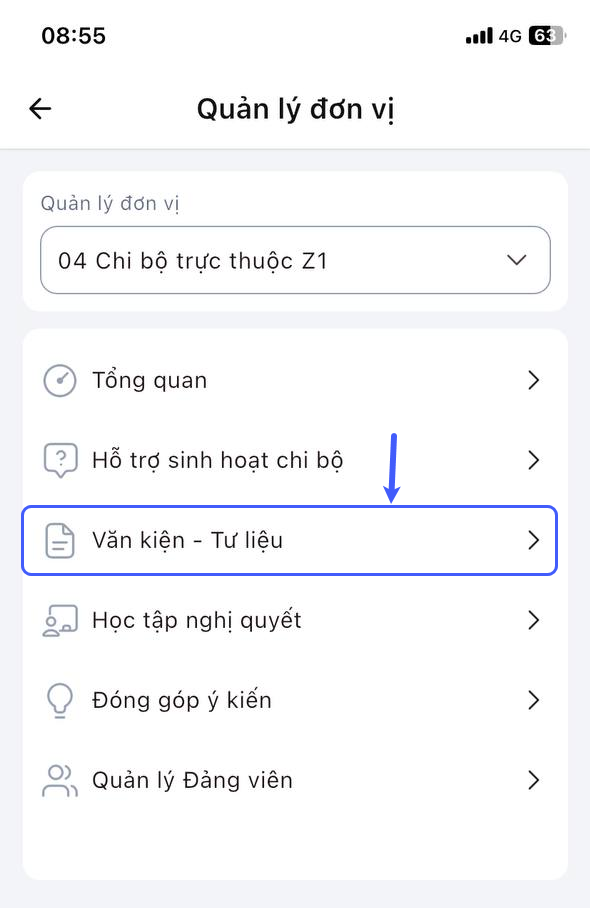 08:55
4G 63
Quản lý đơn vị
Quản lý đơn vị
04 Chi bộ trực thuộc Z1
Tổng quan
Hỗ trợ sinh hoạt chi bộ
Văn kiện - Tư liệu
Học tập nghị quyết
Đóng góp ý kiến
Quản lý Đảng viên